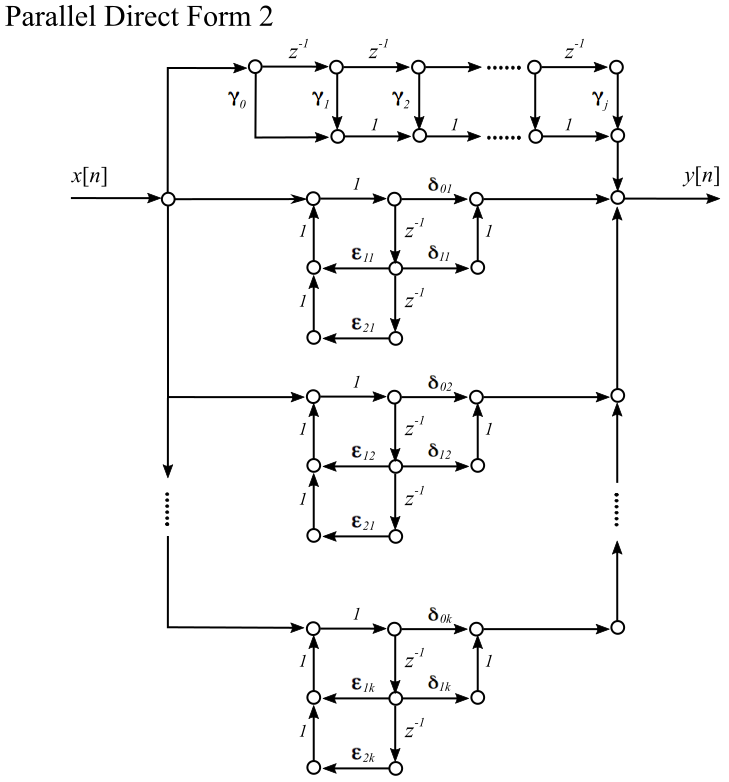 Parallel Direct Form 2
z⁻¹ z⁻¹ z⁻¹
γ₀ γ₁ γ₂ γⱼ
1 1 1
x[n] y[n]
1 δ₀₁
1 z⁻¹ 1
ε₁₁ δ₁₁
1 z⁻¹
ε₂₁
1 δ₀₂
1 z⁻¹ 1
ε₁₂ δ₁₂
1 z⁻¹
ε₂₁
1 δ₀ₖ
1 z⁻¹ 1
ε₁ₖ δ₁ₖ
1 z⁻¹
ε₂ₖ